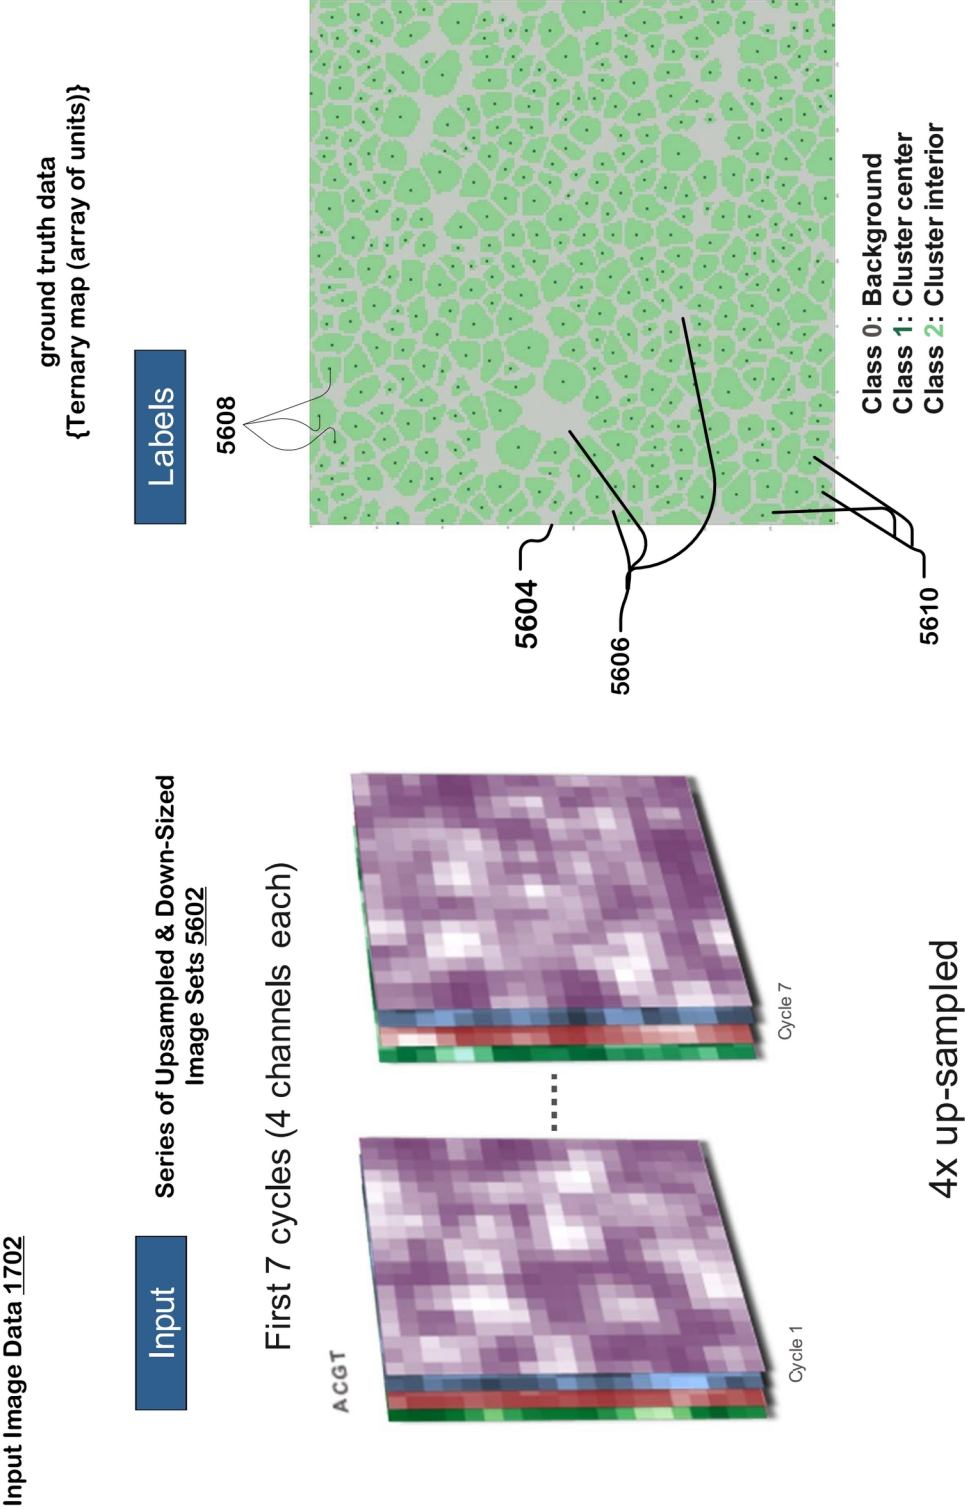 Input Image Data 1702
Input
Series of Upsampled & Down-Sized
Image Sets 5602
First 7 cycles (4 channels each)
ACGT
Cycle 1
Cycle 7
4x up-sampled
ground truth data
{Ternary map (array of units)}
Labels
5608
5604
5606
5610
Class 0: Background
Class 1: Cluster center
Class 2: Cluster interior